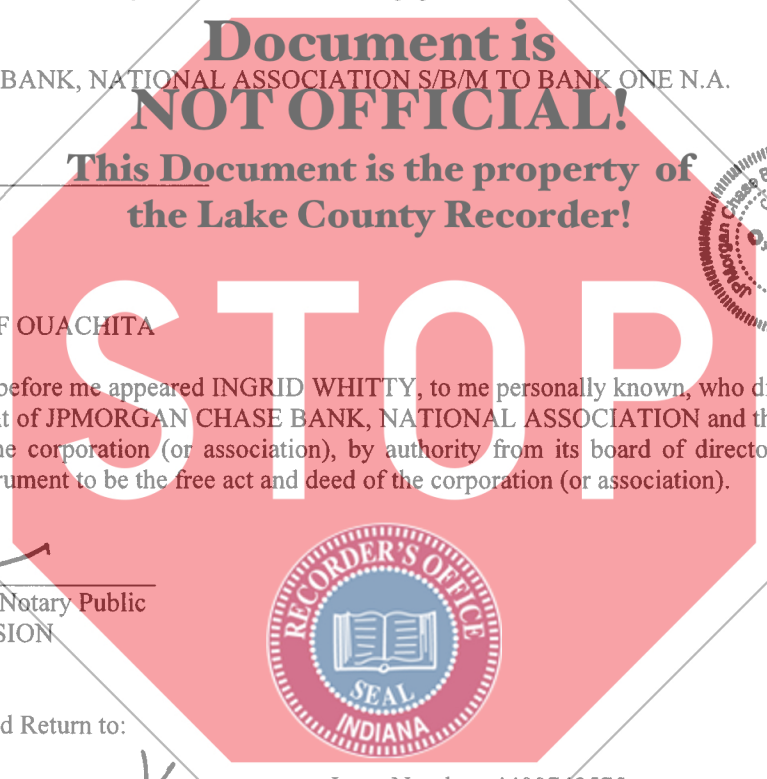 Document is
BANK, NATIONAL ASSOCIATION S/B/M TO BANK ONE N.A.
NOT OFFICIAL!
This Document is the property of
the Lake County Recorder!
JPMorgan Chase B
F OUACHITA
STOP
before me appeared INGRID WHITTY, to me personally known, who d
t of JPMORGAN CHASE BANK, NATIONAL ASSOCIATION and th
he corporation (or association), by authority from its board of directo
rument to be the free act and deed of the corporation (or association).
RECORDER'S OFFICE
SEAL
INDIANA
Notary Public
SION
d Return to: